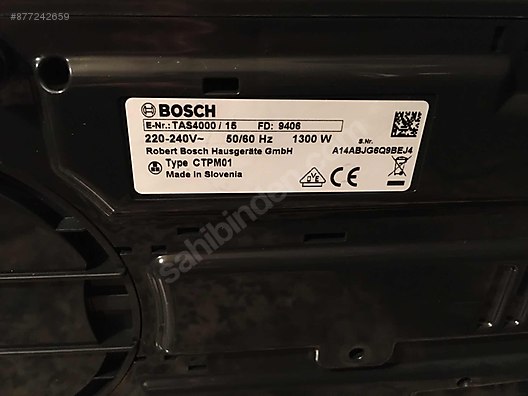 #877242659
BOSCH
E-Nr.: TAS4000 / 15 FD: 9406
220-240V~ 50/60 Hz 1300 W
Robert Bosch Hausgeräte GmbH
Type CTPM01
Made in Slovenia
S.Nr.
A14ABJG6Q9BEJ4
OVE
CE
sahibinden.com